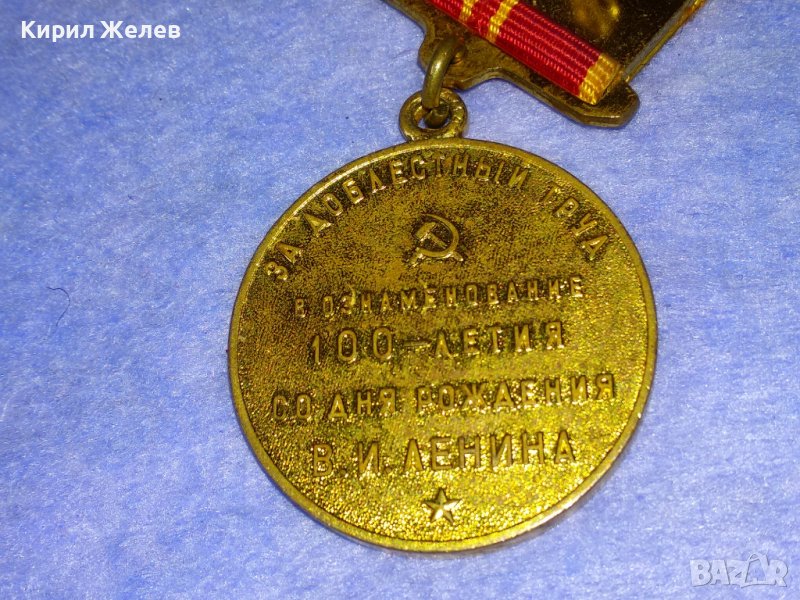 Кирил Желев
ЗА ДОБЛЕСТНЫЙ ТРУД
В ОЗНАМЕНОВАНИЕ
100-ЛЕТИЯ
СО ДНЯ РОЖДЕНИЯ
В.И.ЛЕНИНА
BAZAR